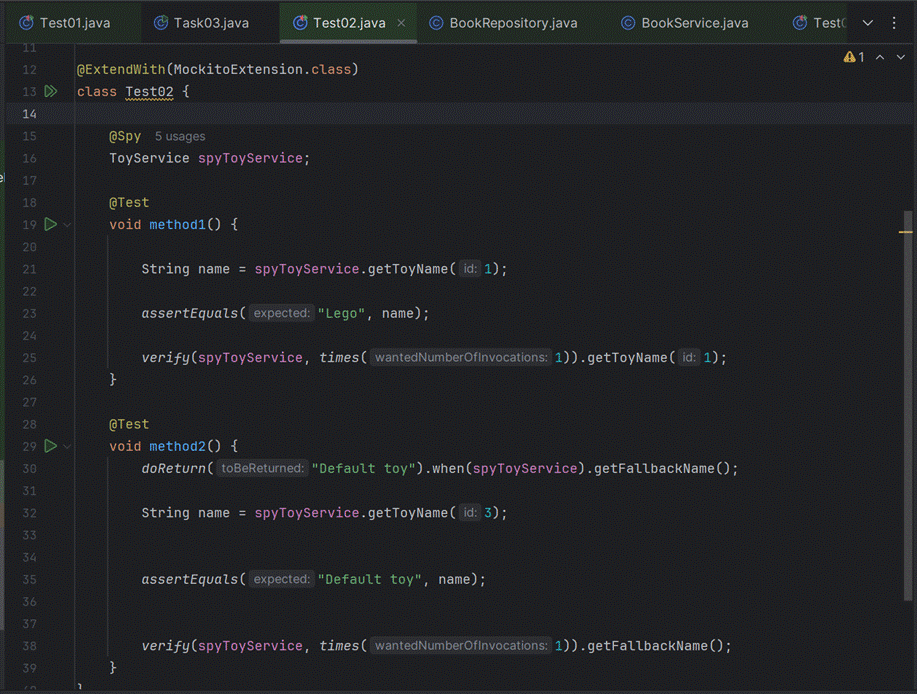 Test01.java Task03.java Test02.java BookRepository.java BookService.java
11
12 @ExtendWith(MockitoExtension.class) 1
13 class Test02 {
14
15 @Spy 5 usages
16 ToyService spyToyService;
17
18 @Test
19 void method1() {
20
21 String name = spyToyService.getToyName( id: 1);
22
23 assertEquals( expected: "Lego", name);
24
25 verify(spyToyService, times( wantedNumberOfInvocations: 1)).getToyName( id: 1);
26 }
27
28 @Test
29 void method2() {
30 doReturn( toBeReturned: "Default toy").when(spyToyService).getFallbackName();
31
32 String name = spyToyService.getToyName( id: 3);
33
34
35 assertEquals( expected: "Default toy", name);
36
37
38 verify(spyToyService, times( wantedNumberOfInvocations: 1)).getFallbackName();
39 }